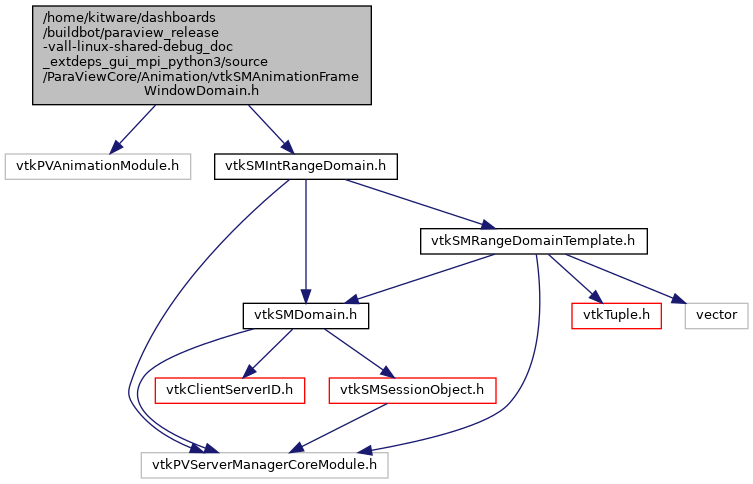 /home/kitware/dashboards
/buildbot/paraview_release
-vall-linux-shared-debug_doc
_extdeps_gui_mpi_python3/source
/ParaViewCore/Animation/vtkSMAnimationFrame
WindowDomain.h
vtkPVAnimationModule.h
vtkSMIntRangeDomain.h
vtkSMRangeDomainTemplate.h
vtkSMDomain.h
vtkTuple.h
vector
vtkClientServerID.h
vtkSMSessionObject.h
vtkPVServerManagerCoreModule.h